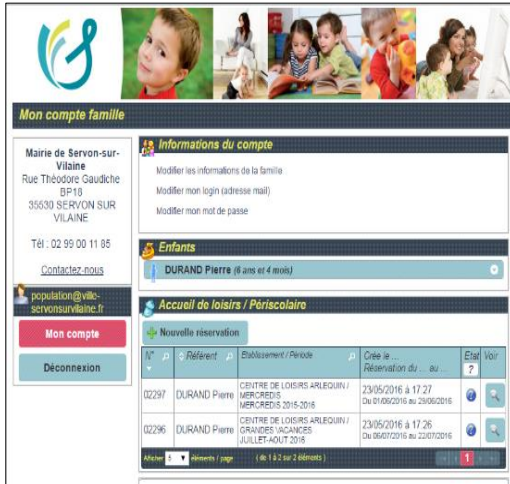 Mon compte famille
Mairie de Servon-sur-
Vilaine
Rue Théodore Gaudiche
BP18
35530 SERVON SUR
VILAINE
Tél : 02 99 00 11 85
Contactez-nous
population@ville-
servonsurvilaine.fr
Mon compte
Déconnexion
Informations du compte
Modifier les informations de la famille
Modifier mon login (adresse mail)
Modifier mon mot de passe
Enfants
DURAND Pierre (6 ans et 4 mois)
Accueil de loisirs / Périscolaire
Nouvelle réservation
N° Référent Etablissement / Période Crée le ... Etat Voir
Réservation du ... au ... ?
02297 DURAND Pierre CENTRE DE LOISIRS ARLEQUIN / MERCREDIS MERCREDIS 2015-2016 23/05/2016 à 17:27 Du 01/06/2016 au 29/06/2016
02296 DURAND Pierre CENTRE DE LOISIRS ARLEQUIN / GRANDES VACANCES JUILLET-AOUT 2016 23/05/2016 à 17:26 Du 06/07/2016 au 22/07/2016
Afficher 5 éléments / page ( de 1 à 2 sur 2 éléments ) 1